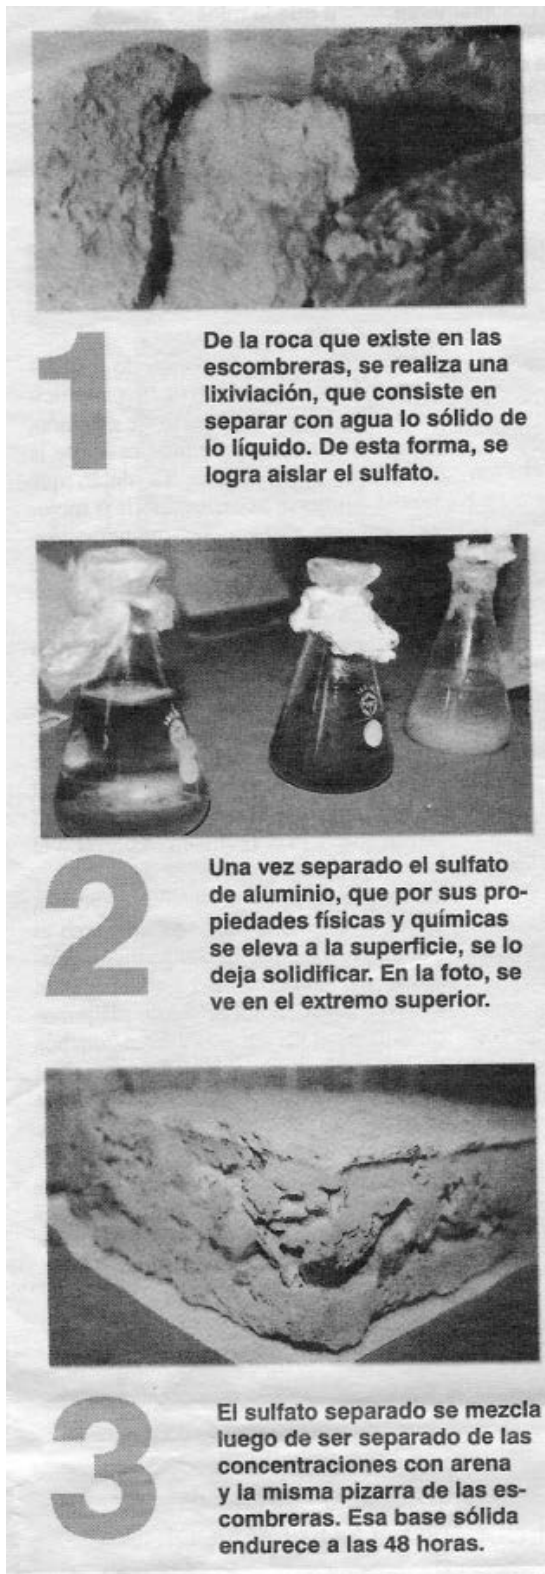 1
De la roca que existe en las
escombreras, se realiza una
lixiviación, que consiste en
separar con agua lo sólido de
lo líquido. De esta forma, se
logra aislar el sulfato.
2
Una vez separado el sulfato
de aluminio, que por sus pro-
piedades físicas y químicas
se eleva a la superficie, se lo
deja solidificar. En la foto, se
ve en el extremo superior.
3
El sulfato separado se mezcla
luego de ser separado de las
concentraciones con arena
y la misma pizarra de las es-
combreras. Esa base sólida
endurece a las 48 horas.